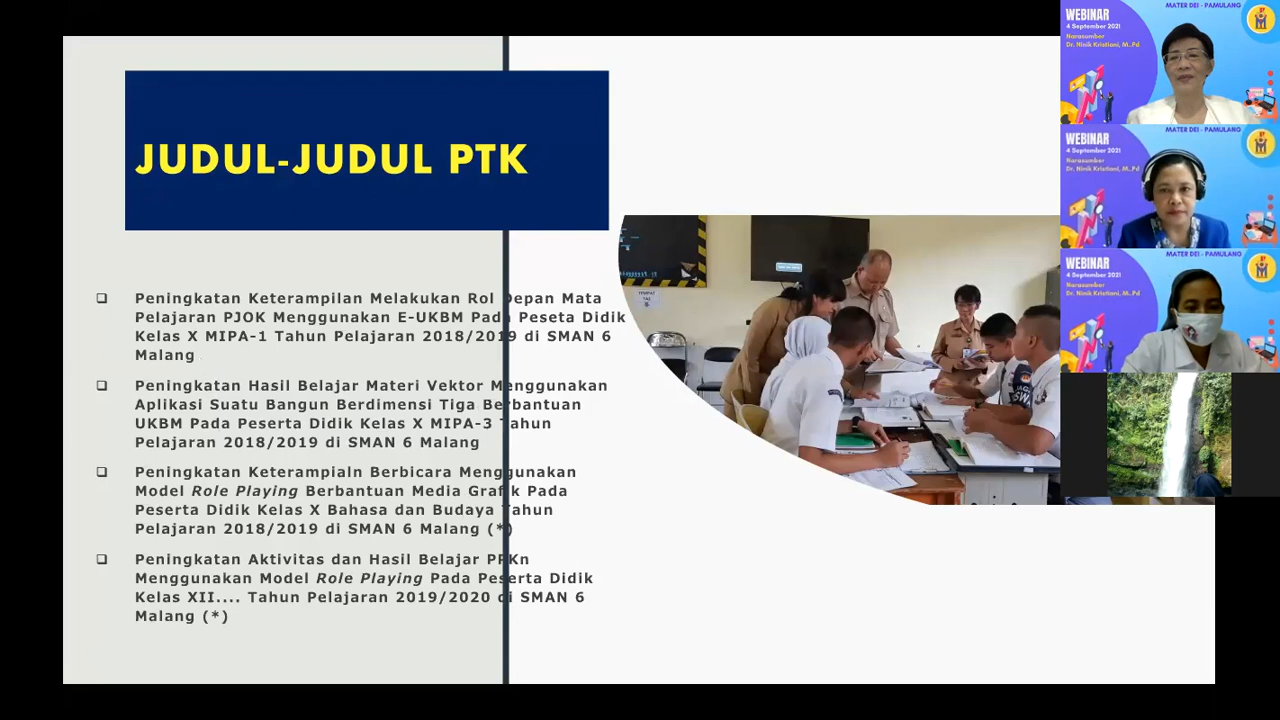 JUDUL-JUDUL PTK
❑ Peningkatan Keterampilan Melakukan Rol Depan Mata
Pelajaran PJOK Menggunakan E-UKBM Pada Peseta Didik
Kelas X MIPA-1 Tahun Pelajaran 2018/2019 di SMAN 6
Malang
❑ Peningkatan Hasil Belajar Materi Vektor Menggunakan
Aplikasi Suatu Bangun Berdimensi Tiga Berbantuan
UKBM Pada Peserta Didik Kelas X MIPA-3 Tahun
Pelajaran 2018/2019 di SMAN 6 Malang
❑ Peningkatan Keterampialn Berbicara Menggunakan
Model Role Playing Berbantuan Media Grafik Pada
Peserta Didik Kelas X Bahasa dan Budaya Tahun
Pelajaran 2018/2019 di SMAN 6 Malang (*)
❑ Peningkatan Aktivitas dan Hasil Belajar PPKn
Menggunakan Model Role Playing Pada Peserta Didik
Kelas XII.... Tahun Pelajaran 2019/2020 di SMAN 6
Malang (*)
MATER DEI - PAMULANG
WEBINAR
4 September 2021
Narasumber
Dr. Ninik Kristiani, M..Pd
MATER DEI - PAMULANG
WEBINAR
4 September 2021
Narasumber
Dr. Ninik Kristiani, M..Pd
MATER DEI - PAMULANG
WEBINAR
4 September 2021
Narasumber
Dr. Ninik Kristiani, M..Pd